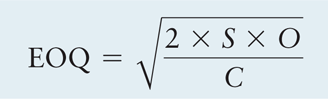 EOQ = √(2 × S × O / C)